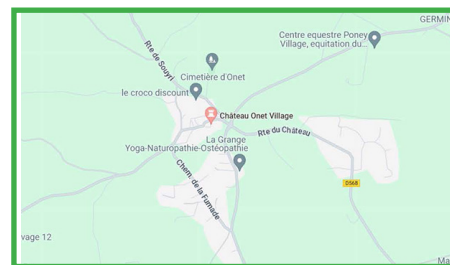 GERMIN
Centre equestre Poney
Village, equitation du...
Rte de Souyri
Cimetière d'Onet
le croco discount
Château Onet Village
Rte du Château
La Grange
Yoga-Naturopathie-Ostéopathie
Chem. de la Fumade
D568
vage 12
Ma